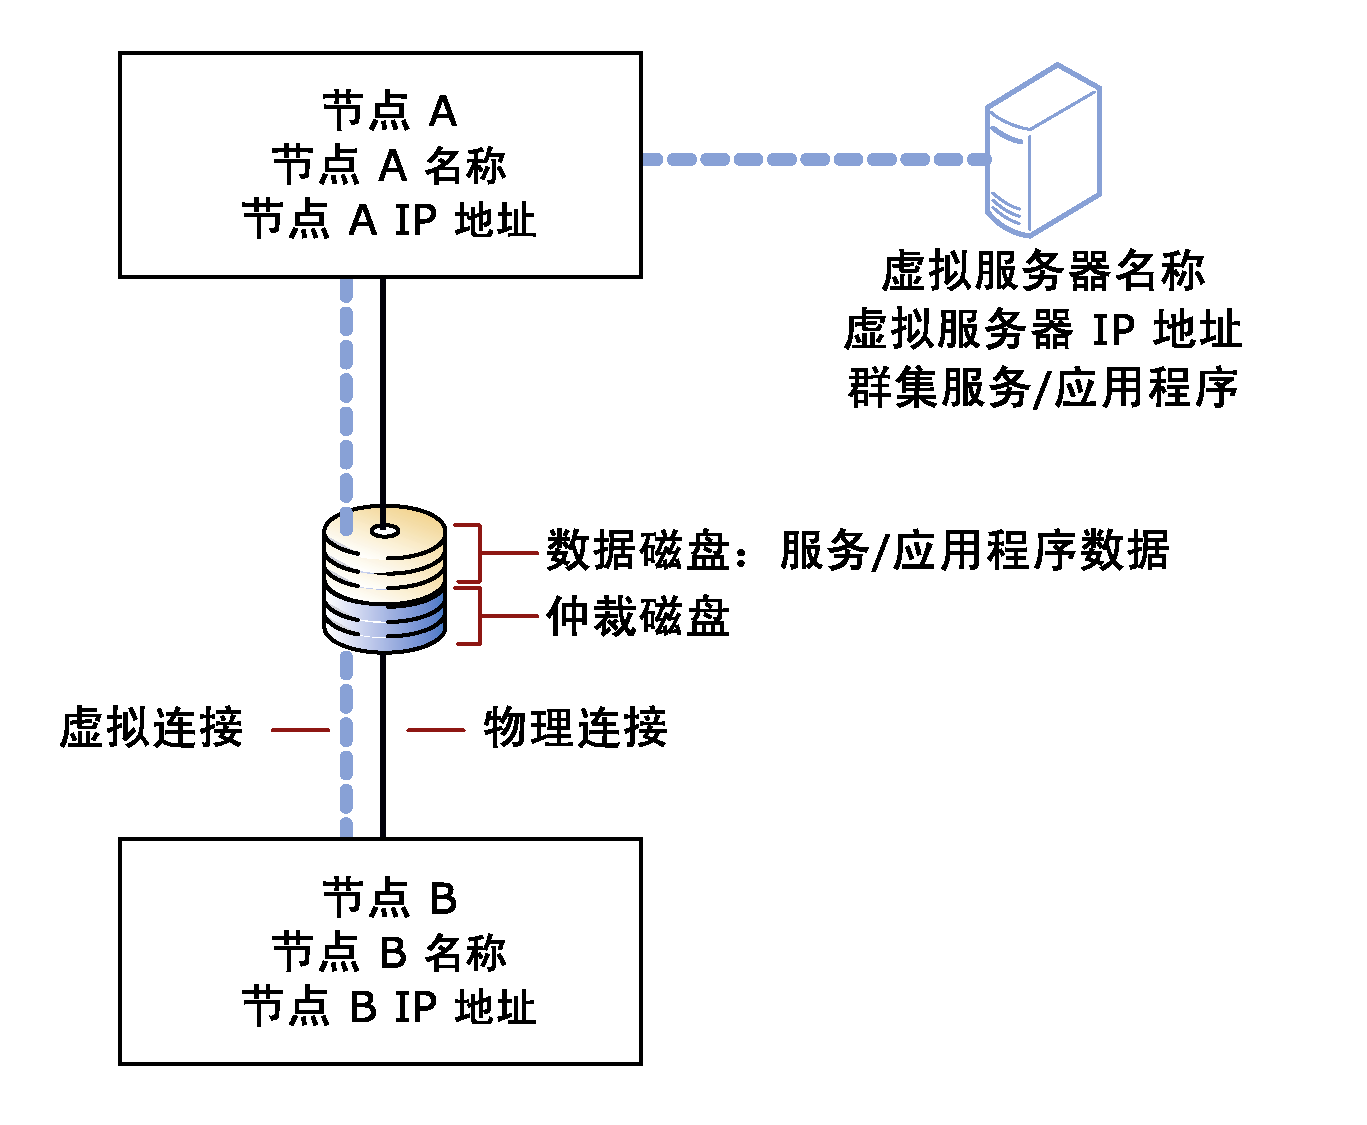 节点 A
节点 A 名称
节点 A IP 地址
虚拟服务器名称
虚拟服务器 IP 地址
群集服务/应用程序
数据磁盘：服务/应用程序数据
仲裁磁盘
虚拟连接
物理连接
节点 B
节点 B 名称
节点 B IP 地址